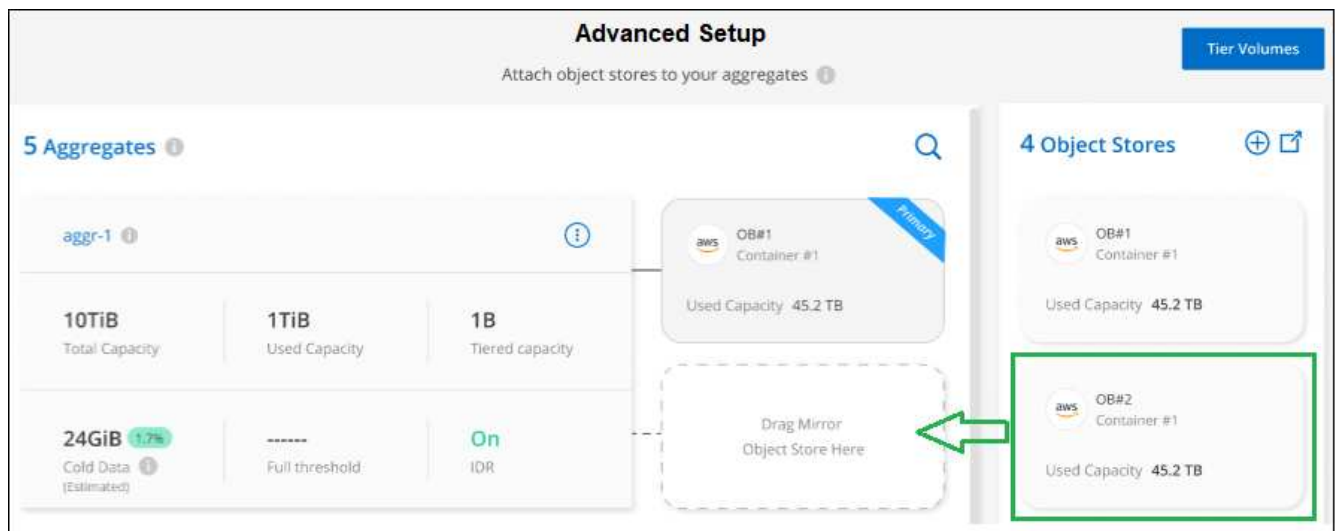 Advanced Setup
Tier Volumes
Attach object stores to your aggregates
5 Aggregates
4 Object Stores
aggr-1
Primary
aws
OB#1
Container #1
Used Capacity 45.2 TB
aws
OB#1
Container #1
Used Capacity 45.2 TB
10TiB
Total Capacity
1TiB
Used Capacity
1B
Tiered capacity
24GiB 1.7%
Cold Data
(Estimated)
------
Full threshold
On
IDR
Drag Mirror
Object Store Here
aws
OB#2
Container #1
Used Capacity 45.2 TB